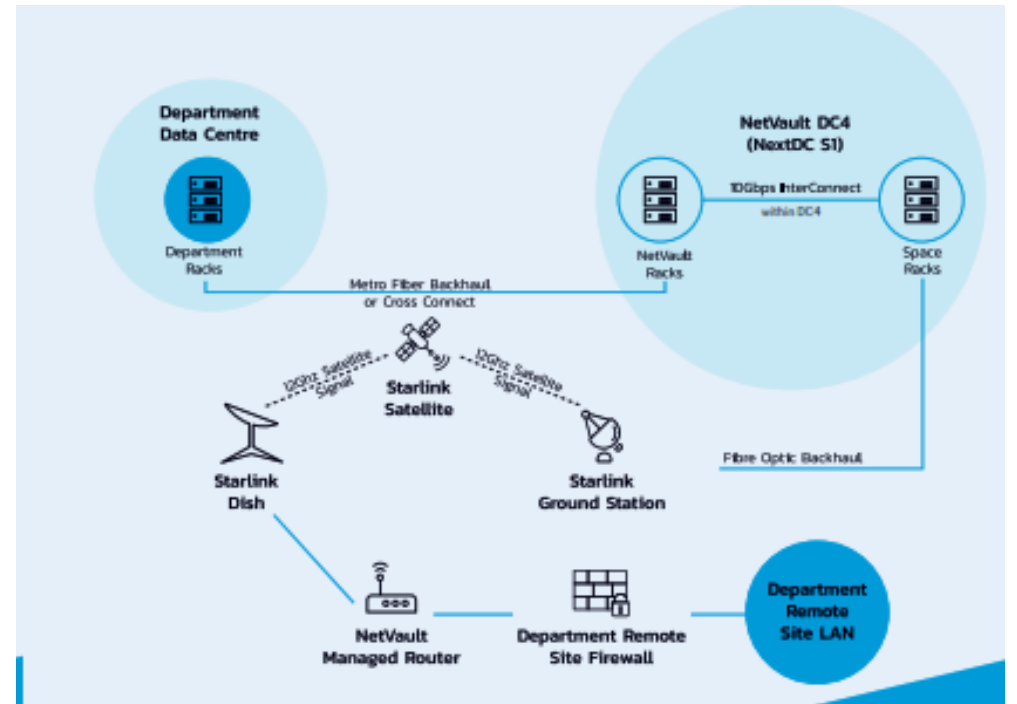 Department
Data Centre
Department
Racks
NetVault DC4
(NextDC S1)
10Gbps InterConnect
within DC4
NetVault
Racks
Space
Racks
Metro Fiber Backhaul
or Cross Connect
12Ghz Satellite
Signal
12Ghz Satellite
Signal
Starlink
Satellite
Starlink
Dish
Starlink
Ground Station
Fibre Optic Backhaul
NetVault
Managed Router
Department Remote
Site Firewall
Department
Remote
Site LAN